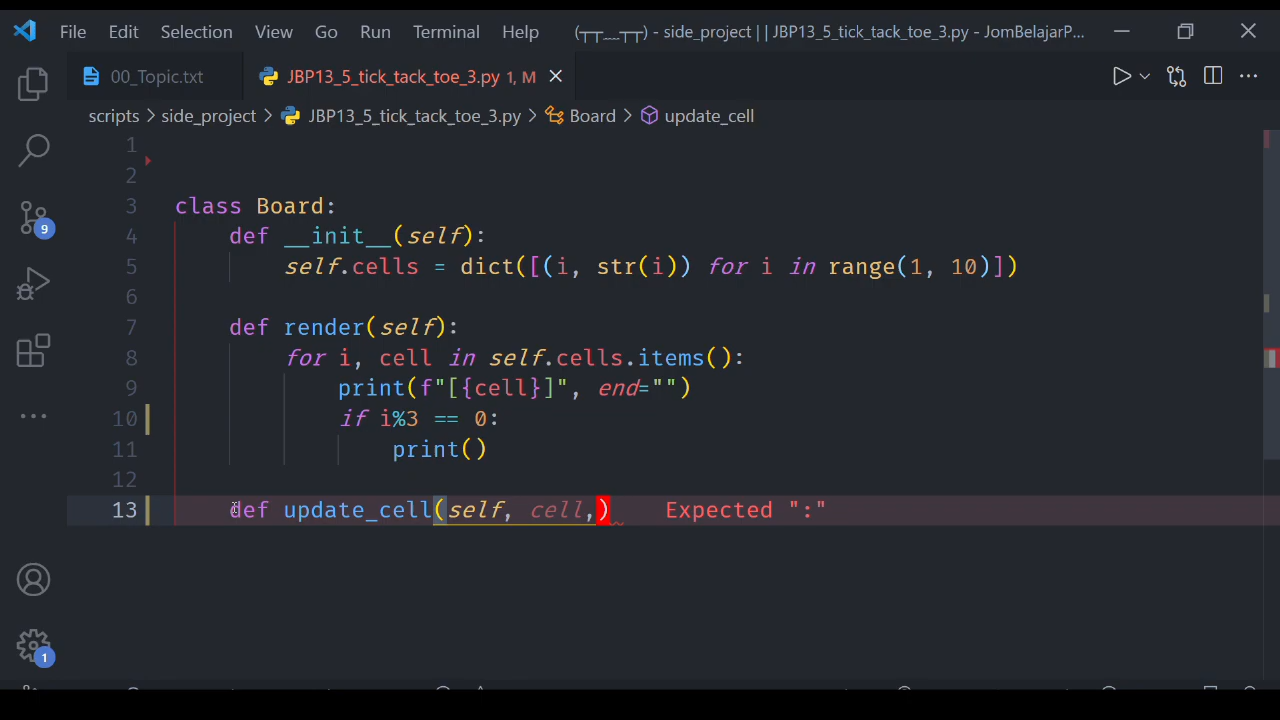 File Edit Selection View Go Run Terminal Help (┬┬﹏┬┬) - side_project | | JBP13_5_tick_tack_toe_3.py - JomBelajarP...
00_Topic.txt JBP13_5_tick_tack_toe_3.py 1, M
scripts > side_project > JBP13_5_tick_tack_toe_3.py > Board > update_cell
1
2
3 class Board:
4 def __init__(self):
9
5 self.cells = dict([(i, str(i)) for i in range(1, 10)])
6
7 def render(self):
8 for i, cell in self.cells.items():
9 print(f"[{cell}]", end="")
10 if i%3 == 0:
11 print()
12
13 def update_cell(self, cell,) Expected ":"
1